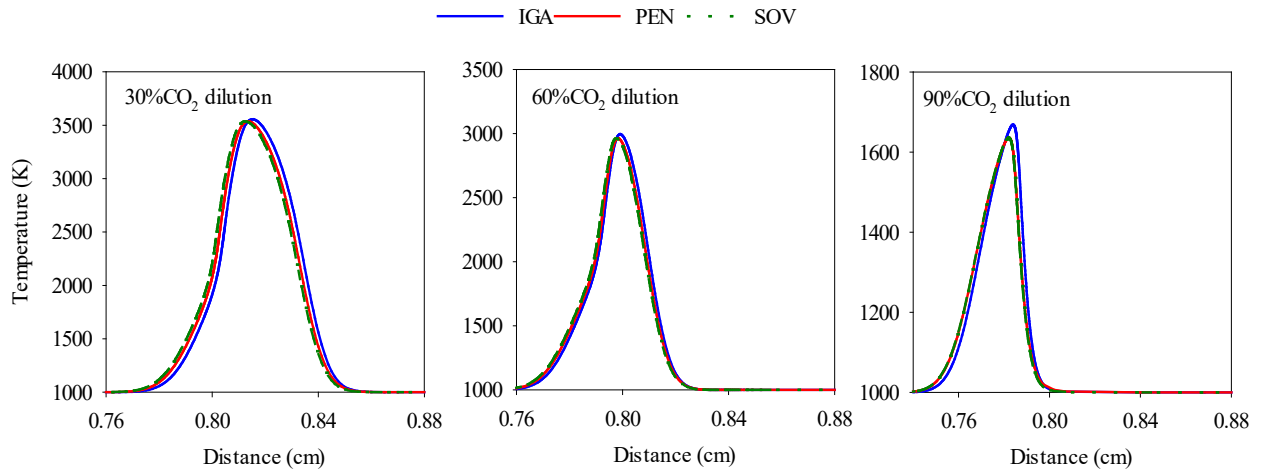 IGA PEN SOV
30%CO₂ dilution
60%CO₂ dilution
90%CO₂ dilution
Temperature (K)
4000
3500
3000
2500
2000
1500
1000
0.76 0.80 0.84 0.88
Distance (cm)
3500
3000
2500
2000
1500
1000
0.76 0.80 0.84 0.88
Distance (cm)
1800
1600
1400
1200
1000
0.76 0.80 0.84 0.88
Distance (cm)